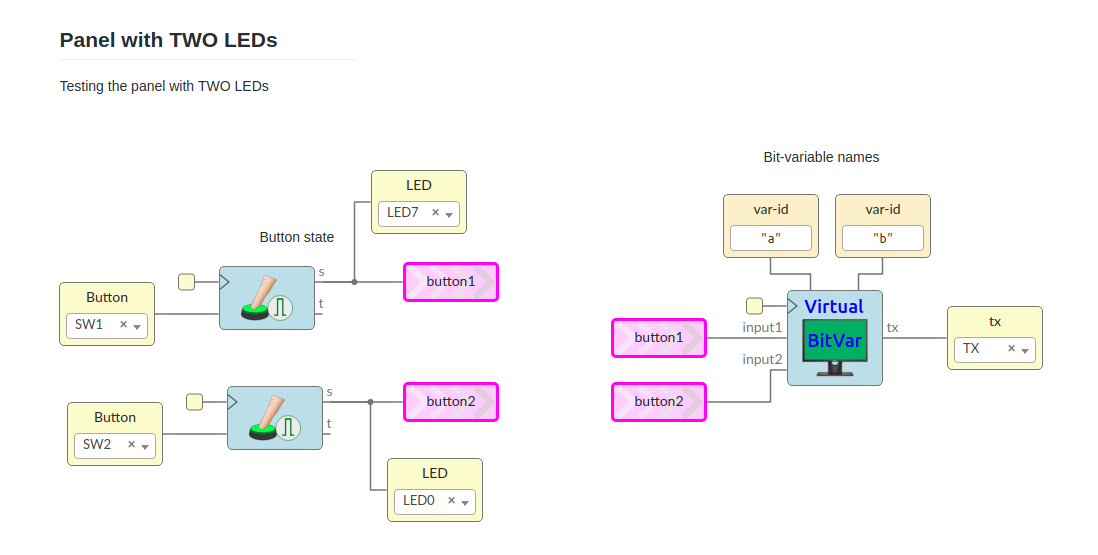 Panel with TWO LEDs
Testing the panel with TWO LEDs
Button state
LED
LED7 ×
Button
SW1 ×
s
t
button1
Button
SW2 ×
s
t
button2
LED
LED0 ×
Bit-variable names
var-id
"a"
var-id
"b"
button1
button2
input1
input2
Virtual
BitVar
tx
tx
TX ×